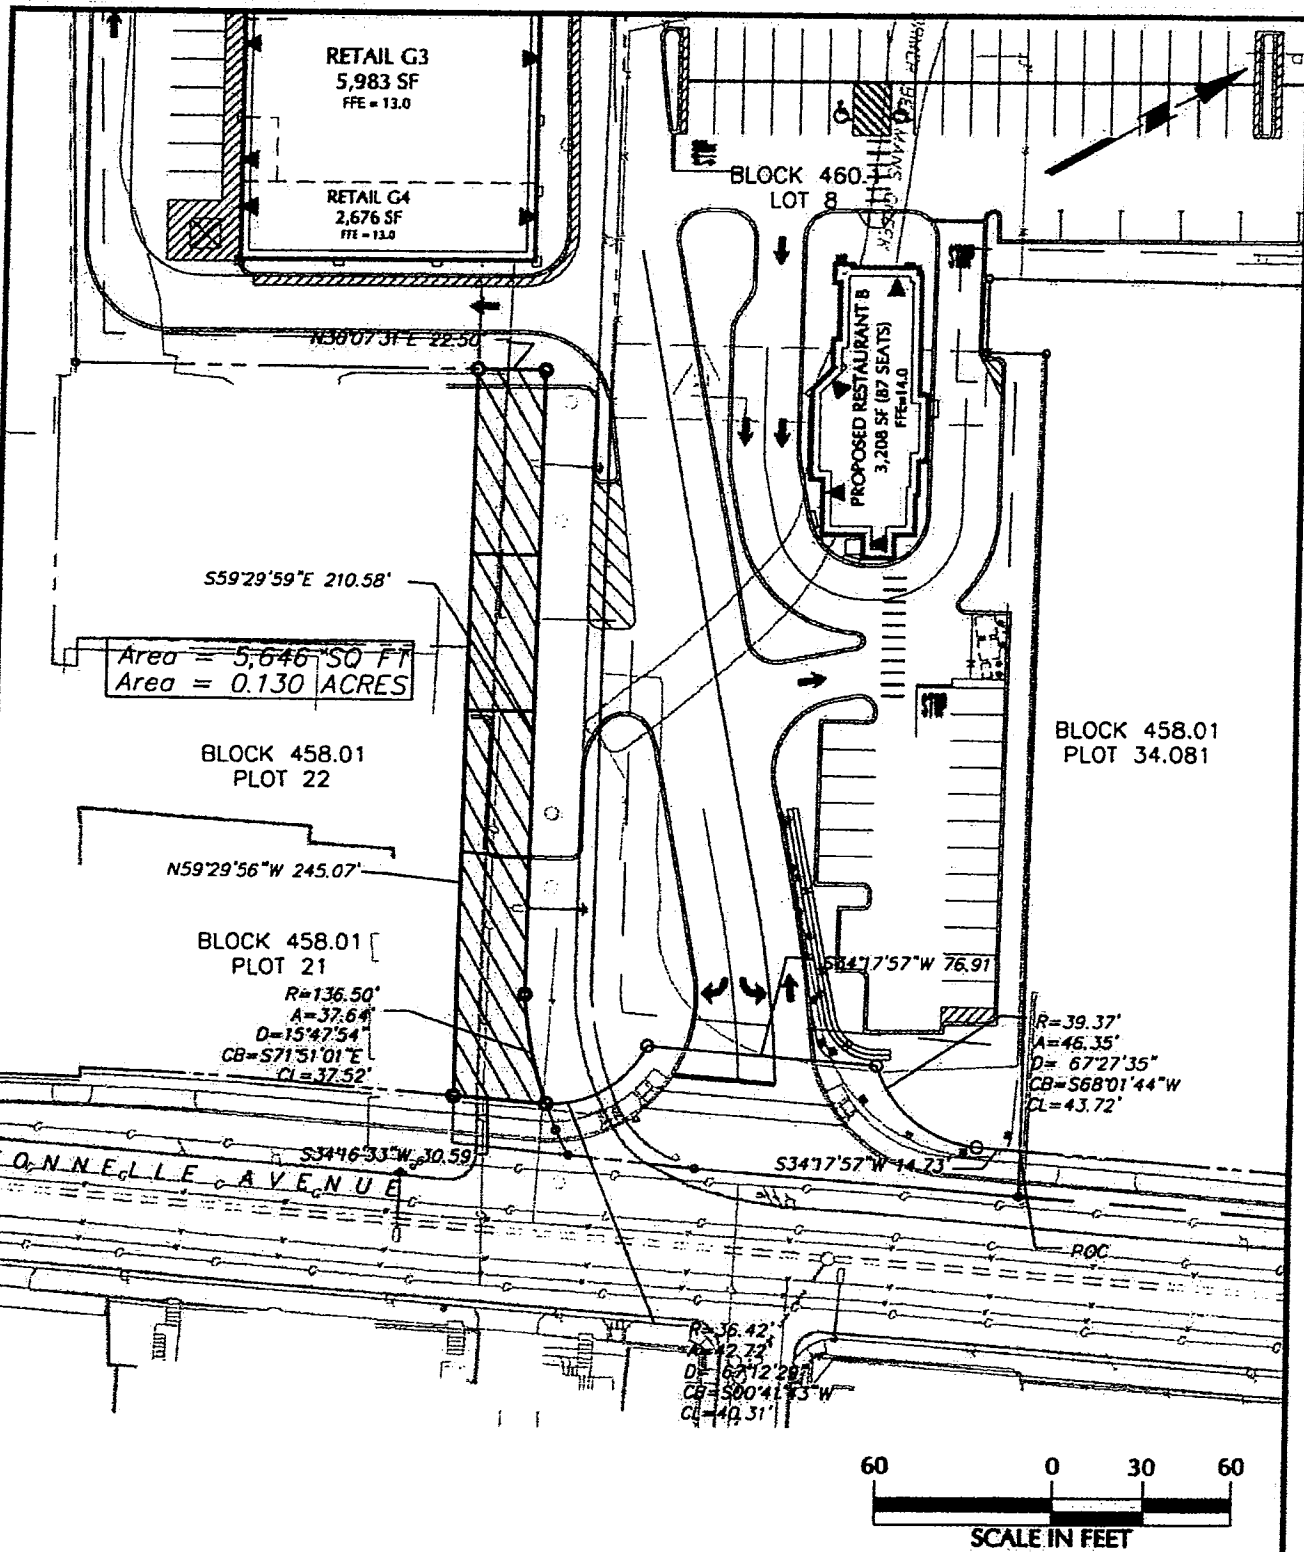 RETAIL G3
5,983 SF
FFE = 13.0
RETAIL G4
2,676 SF
FFE = 13.0
BLOCK 460.
LOT 8
N30°07'31"E 22.50'
PROPOSED RESTAURANT B
3,208 SF (87 SEATS)
FFE=14.0
S59°29'59"E 210.58'
Area = 5,646 SQ FT
Area = 0.130 ACRES
BLOCK 458.01
PLOT 22
BLOCK 458.01
PLOT 34.081
N59°29'56"W 245.07'
BLOCK 458.01
PLOT 21
R=136.50'
A=37.64'
D=15°47'54"
CB=S71°51'01"E
CL=37.52'
S34°17'57"W 76.91
R=39.37'
A=46.35'
D= 67°27'35"
CB=S68°01'44"W
CL=43.72'
S34°16'33"W 30.59
S34°17'57"W 14.73'
ONNELLE AVENUE
POC
R=36.42'
A=42.72'
CB=S00°41'43"W
CL=40.31'
60 0 30 60
SCALE IN FEET